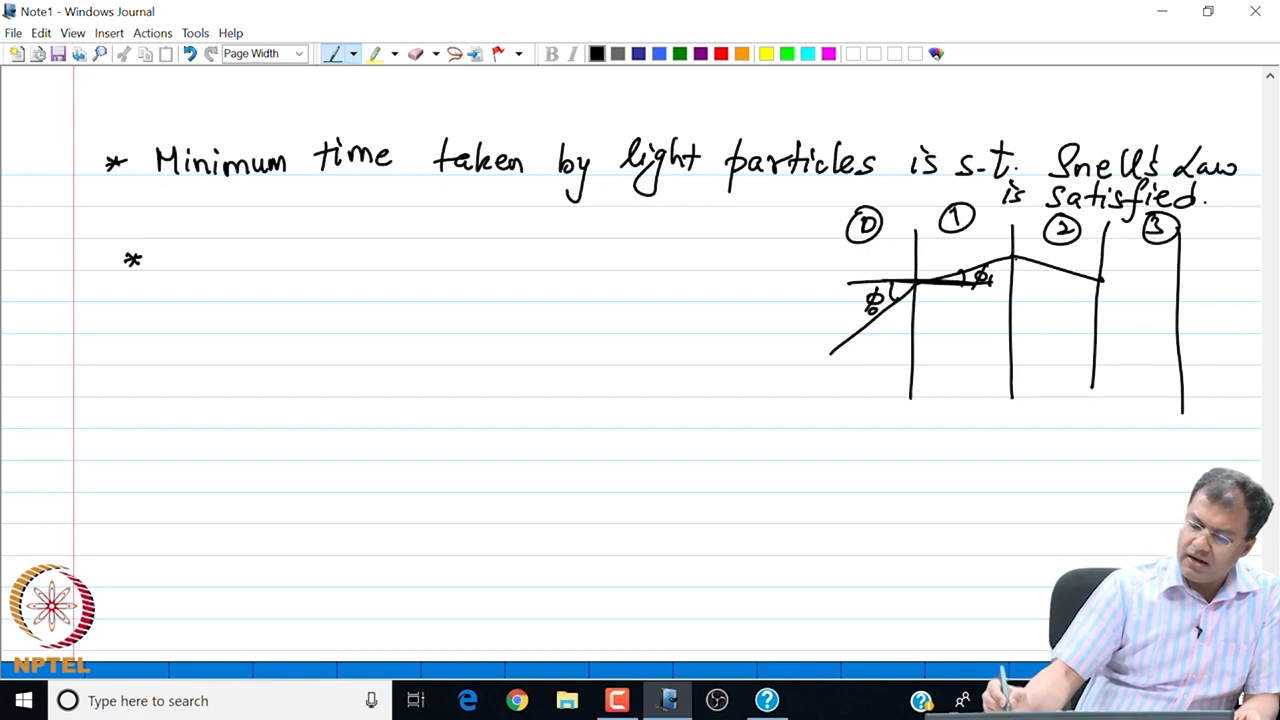 Note1 - Windows Journal
File Edit View Insert Actions Tools Help
Page Width
B I
* Minimum time taken by light particles is s.t. Snell's Law
is satisfied.
0 1 2 3
*
ϕ₀ ϕ₁
NPTEL
Type here to search